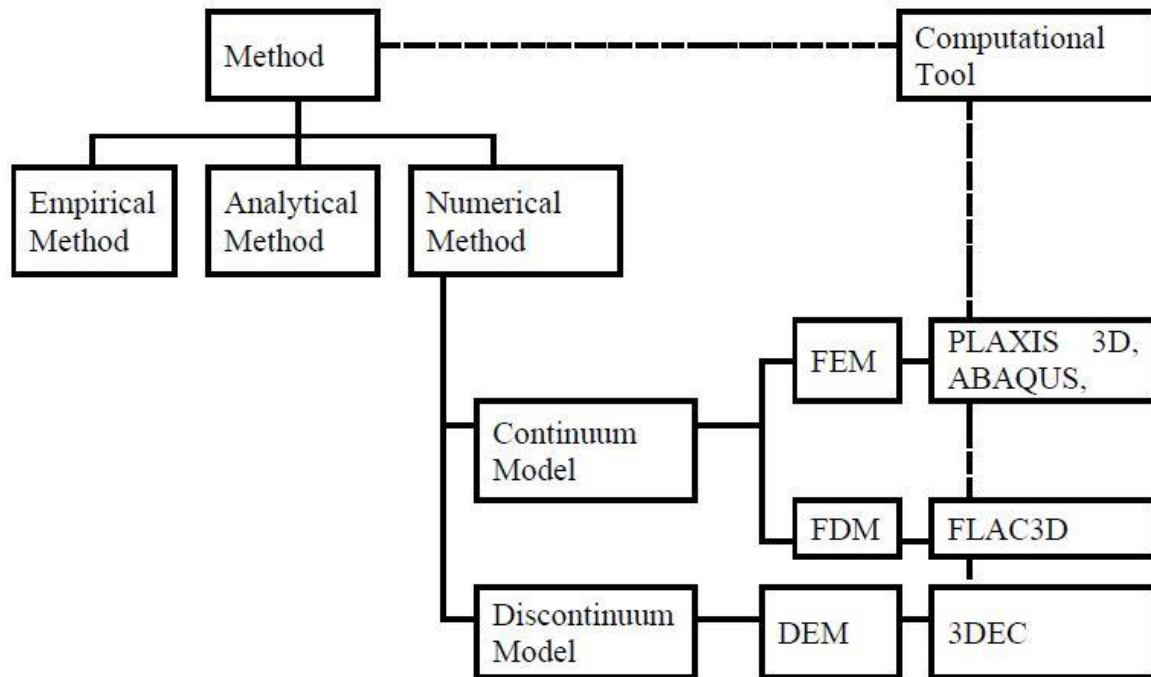 Method
Computational
Tool
Empirical
Method
Analytical
Method
Numerical
Method
FEM
PLAXIS 3D,
ABAQUS,
Continuum
Model
FDM
FLAC3D
Discontinuum
Model
DEM
3DEC